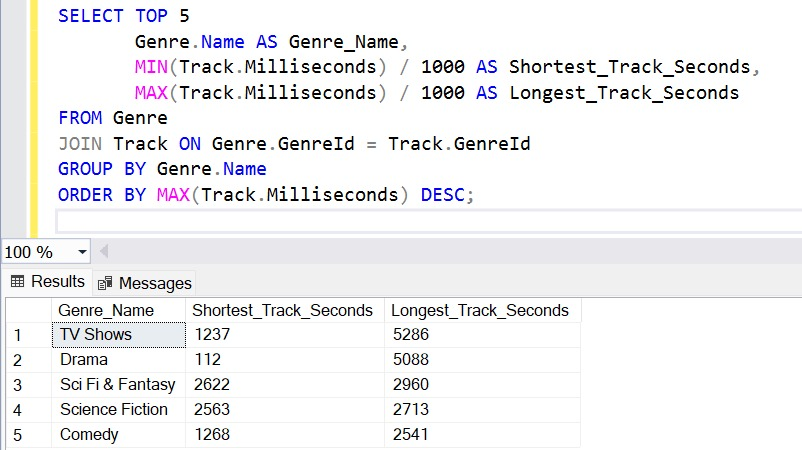 SELECT TOP 5
Genre.Name AS Genre_Name,
MIN(Track.Milliseconds) / 1000 AS Shortest_Track_Seconds,
MAX(Track.Milliseconds) / 1000 AS Longest_Track_Seconds
FROM Genre
JOIN Track ON Genre.GenreId = Track.GenreId
GROUP BY Genre.Name
ORDER BY MAX(Track.Milliseconds) DESC;
100 %
Results Messages
Genre_Name Shortest_Track_Seconds Longest_Track_Seconds
1 TV Shows 1237 5286
2 Drama 112 5088
3 Sci Fi & Fantasy 2622 2960
4 Science Fiction 2563 2713
5 Comedy 1268 2541